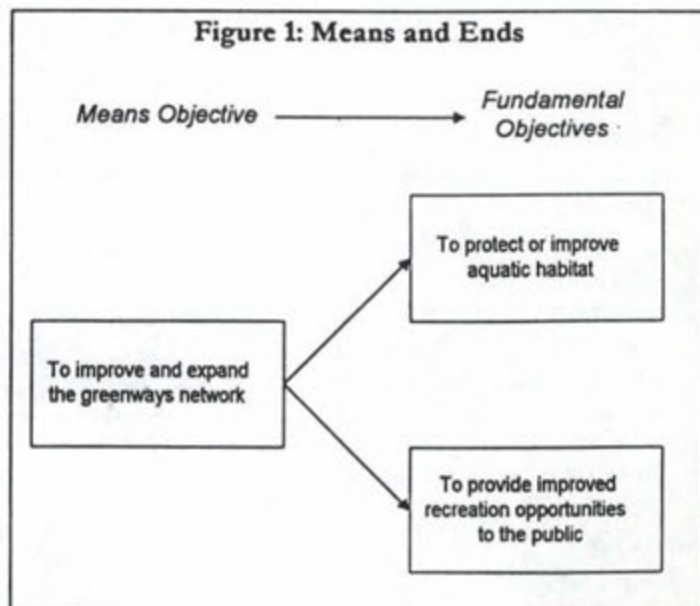 Figure 1: Means and Ends
Means Objective
Fundamental
Objectives
To protect or improve
aquatic habitat
To improve and expand
the greenways network
To provide improved
recreation opportunities
to the public